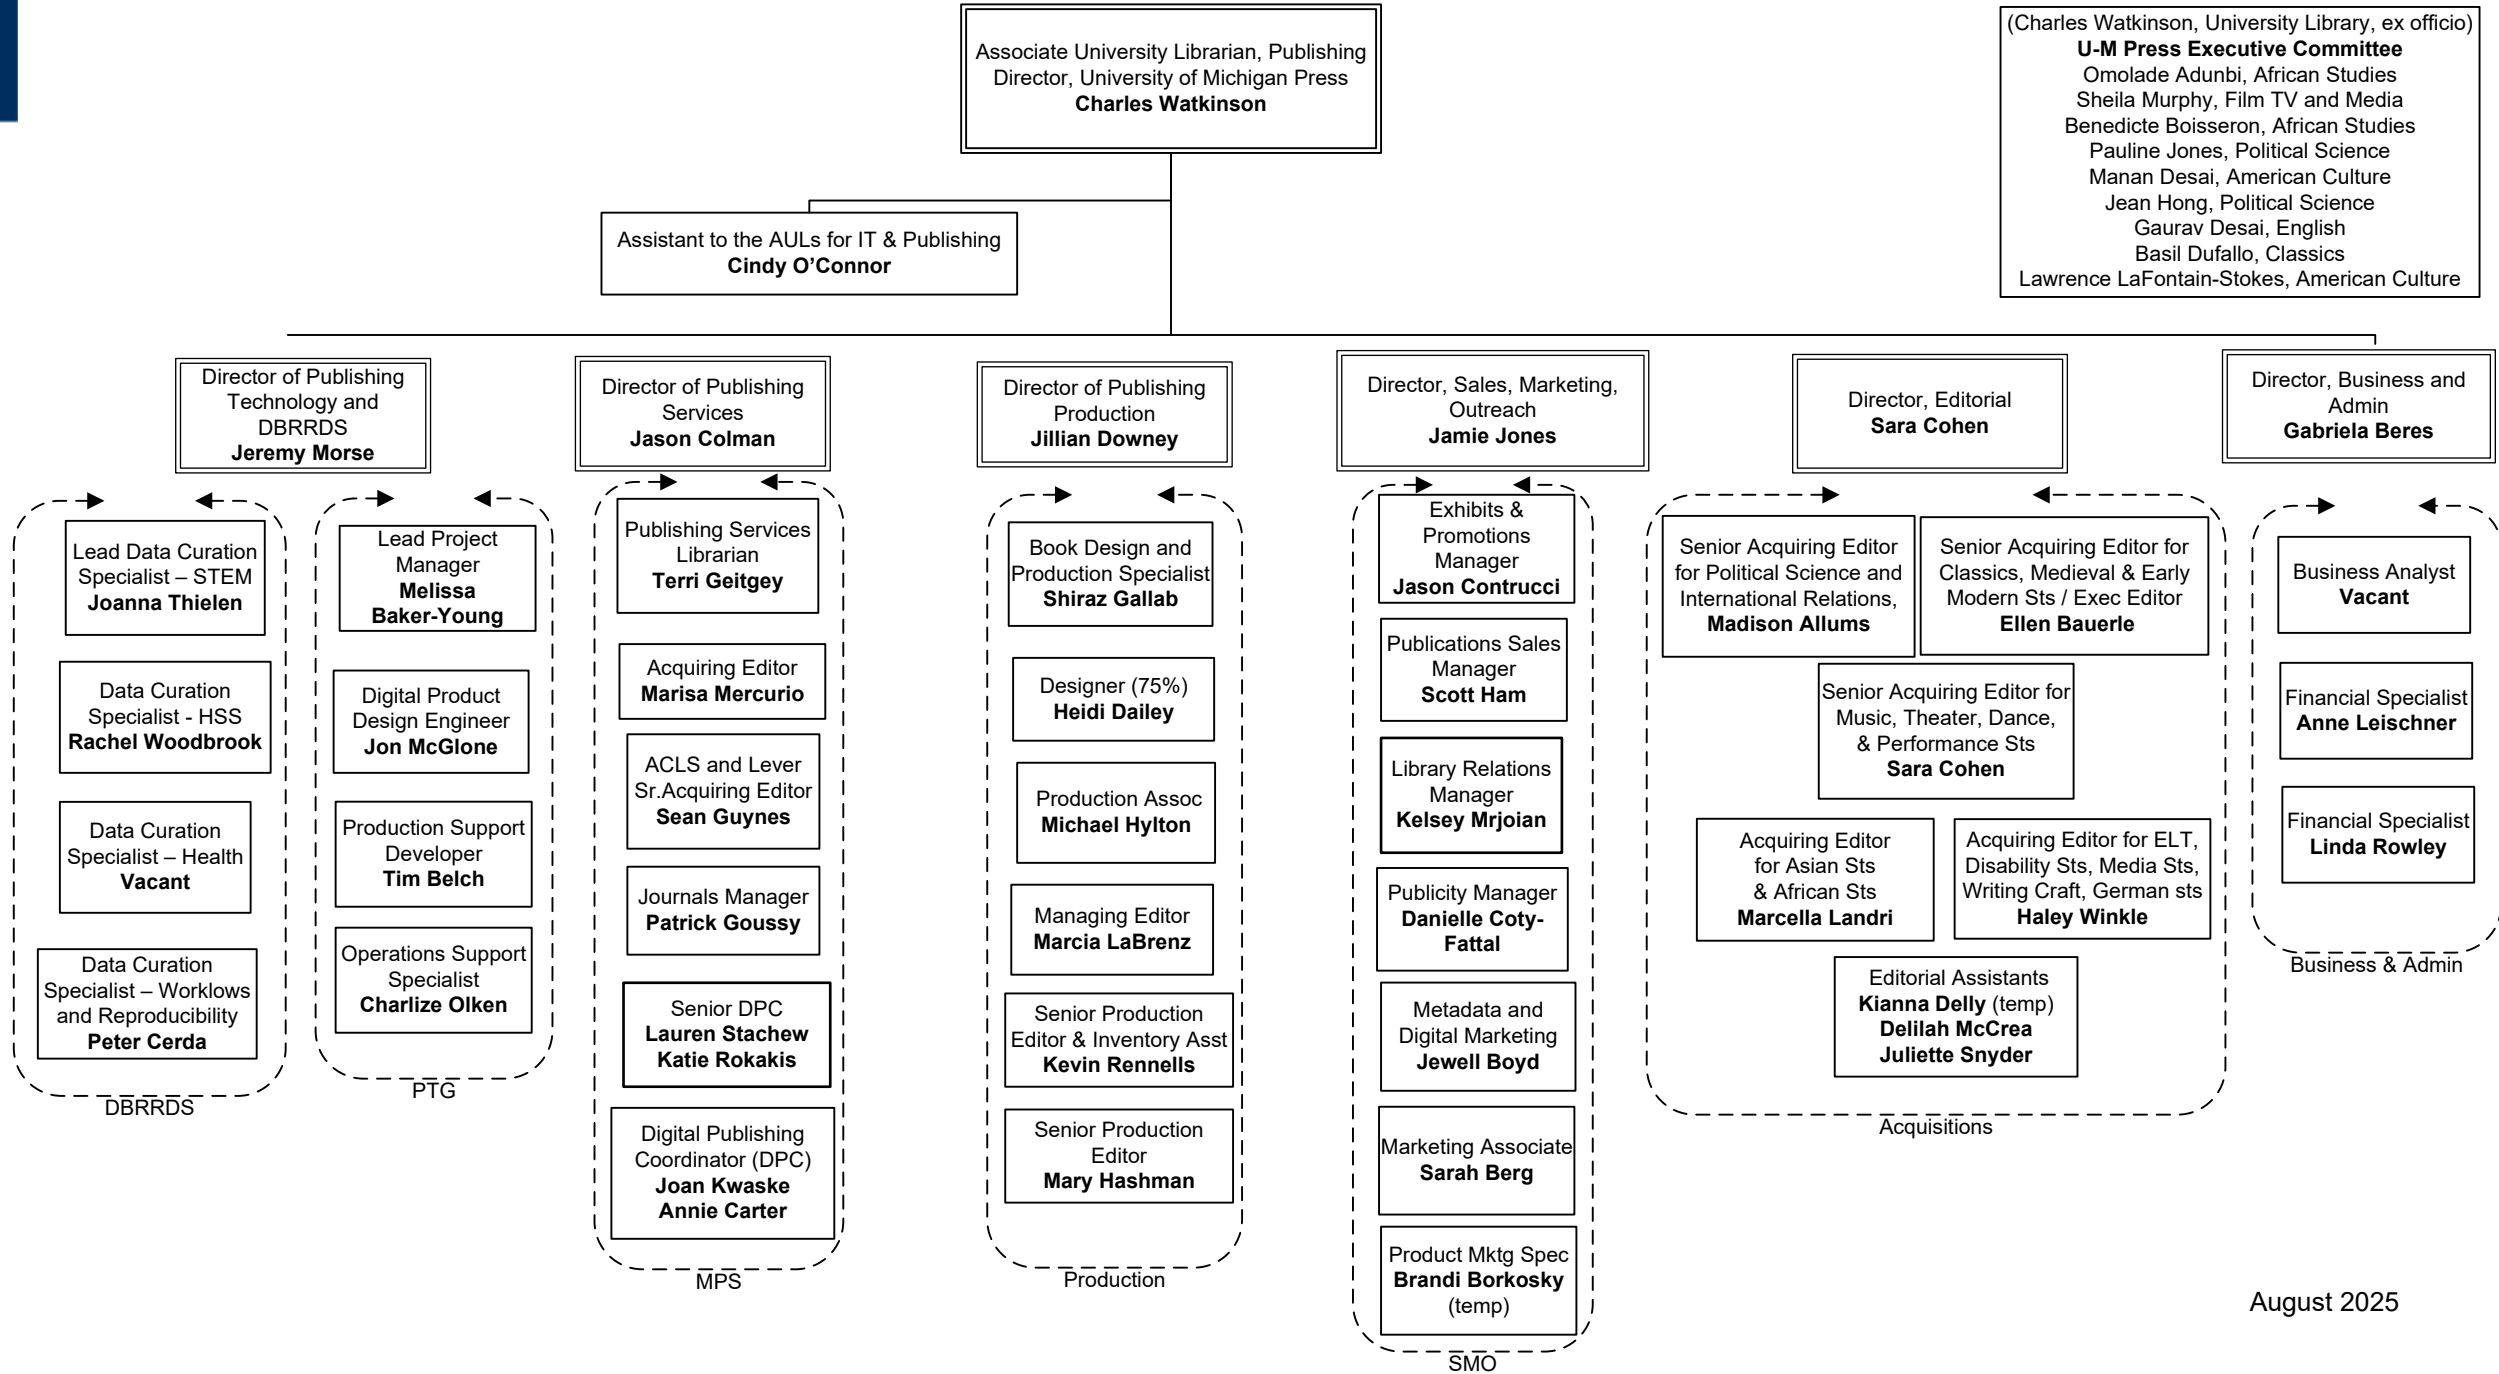 Associate University Librarian, Publishing
Director, University of Michigan Press
Charles Watkinson
(Charles Watkinson, University Library, ex officio)
U-M Press Executive Committee
Omolade Adunbi, African Studies
Sheila Murphy, Film TV and Media
Benedicte Boisseron, African Studies
Pauline Jones, Political Science
Manan Desai, American Culture
Jean Hong, Political Science
Gaurav Desai, English
Basil Dufallo, Classics
Lawrence LaFontain-Stokes, American Culture
Assistant to the AULs for IT & Publishing
Cindy O’Connor
Director of Publishing
Technology and
DBRRDS
Jeremy Morse
Director of Publishing
Services
Jason Colman
Director of Publishing
Production
Jillian Downey
Director, Sales, Marketing,
Outreach
Jamie Jones
Director, Editorial
Sara Cohen
Director, Business and
Admin
Gabriela Beres
Lead Data Curation
Specialist – STEM
Joanna Thielen
Data Curation
Specialist - HSS
Rachel Woodbrook
Data Curation
Specialist – Health
Vacant
Data Curation
Specialist – Worklows
and Reproducibility
Peter Cerda
DBRRDS
Lead Project
Manager
Melissa
Baker-Young
Digital Product
Design Engineer
Jon McGlone
Production Support
Developer
Tim Belch
Operations Support
Specialist
Charlize Olken
PTG
Publishing Services
Librarian
Terri Geitgey
Acquiring Editor
Marisa Mercurio
ACLS and Lever
Sr.Acquiring Editor
Sean Guynes
Journals Manager
Patrick Goussy
Senior DPC
Lauren Stachew
Katie Rokakis
Digital Publishing
Coordinator (DPC)
Joan Kwaske
Annie Carter
MPS
Book Design and
Production Specialist
Shiraz Gallab
Designer (75%)
Heidi Dailey
Production Assoc
Michael Hylton
Managing Editor
Marcia LaBrenz
Senior Production
Editor & Inventory Asst
Kevin Rennells
Senior Production
Editor
Mary Hashman
Production
Exhibits &
Promotions
Manager
Jason Contrucci
Publications Sales
Manager
Scott Ham
Library Relations
Manager
Kelsey Mrjoian
Publicity Manager
Danielle Coty-
Fattal
Metadata and
Digital Marketing
Jewell Boyd
Marketing Associate
Sarah Berg
Product Mktg Spec
Brandi Borkosky
(temp)
SMO
Senior Acquiring Editor
for Political Science and
International Relations,
Madison Allums
Senior Acquiring Editor for
Classics, Medieval & Early
Modern Sts / Exec Editor
Ellen Bauerle
Senior Acquiring Editor for
Music, Theater, Dance,
& Performance Sts
Sara Cohen
Acquiring Editor
for Asian Sts
& African Sts
Marcella Landri
Acquiring Editor for ELT,
Disability Sts, Media Sts,
Writing Craft, German sts
Haley Winkle
Editorial Assistants
Kianna Delly (temp)
Delilah McCrea
Juliette Snyder
Acquisitions
Business Analyst
Vacant
Financial Specialist
Anne Leischner
Financial Specialist
Linda Rowley
Business & Admin
August 2025